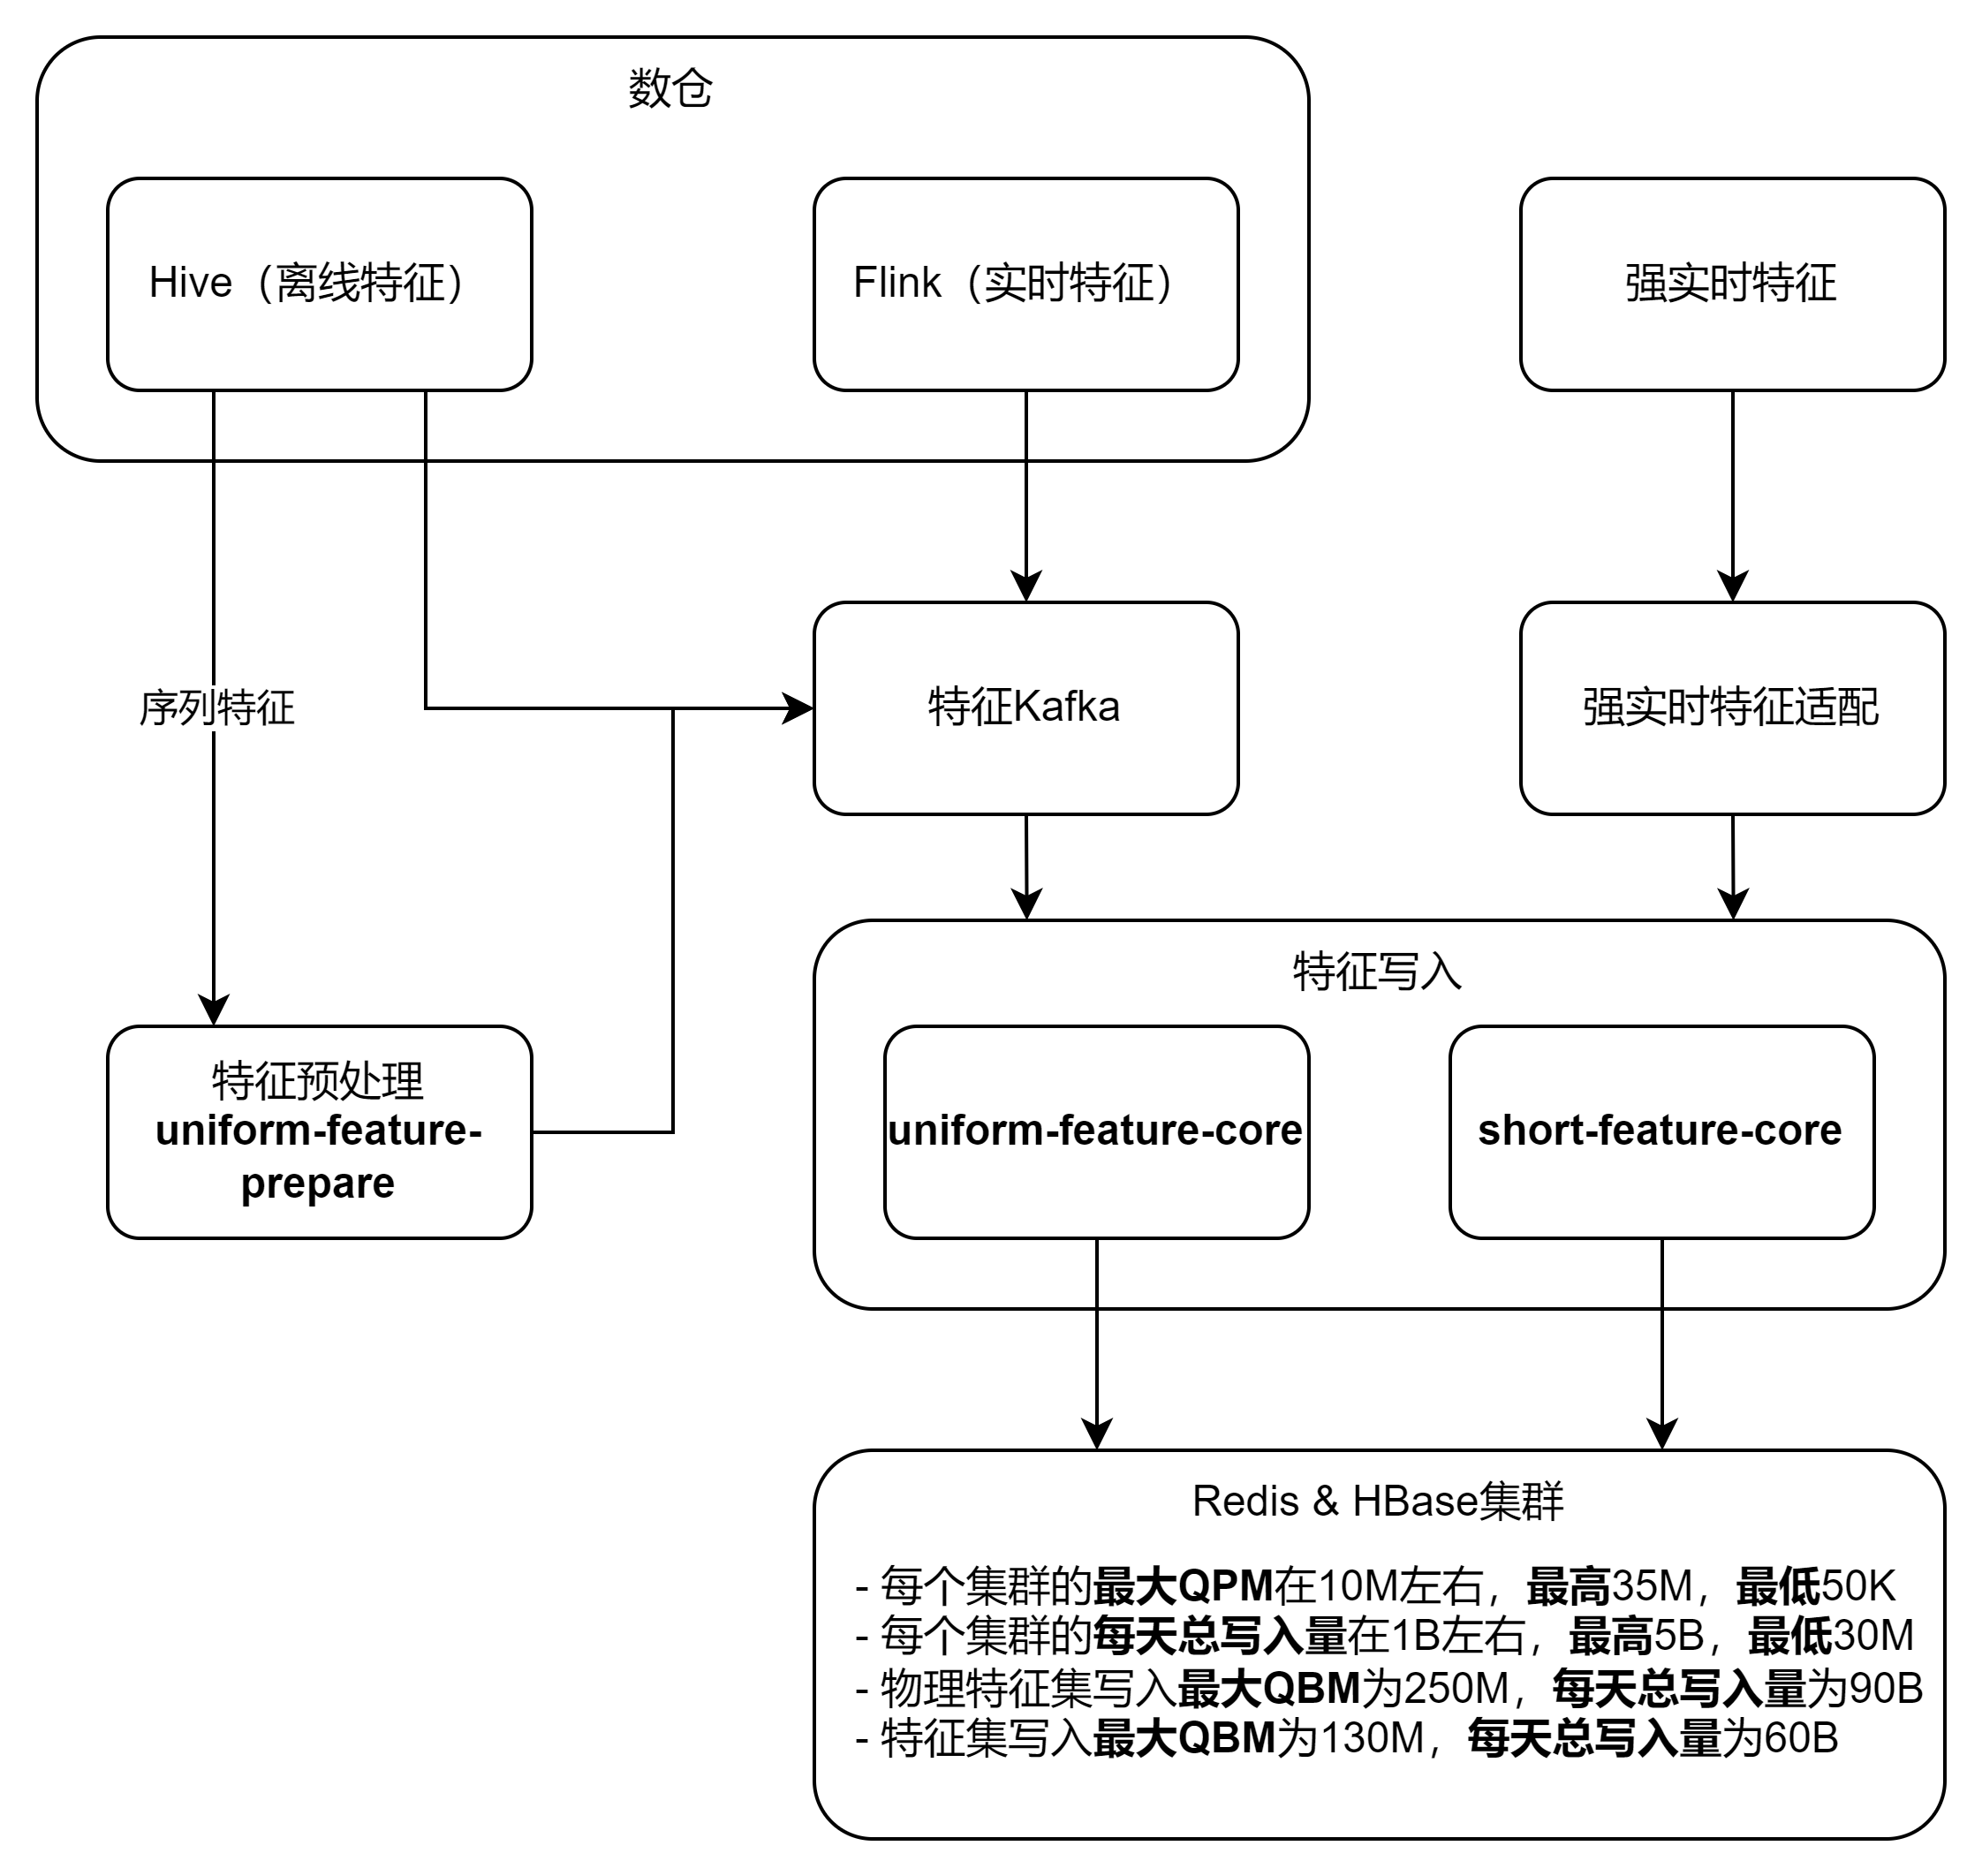 数仓
Hive（离线特征）
Flink（实时特征）
强实时特征
序列特征
特征Kafka
强实时特征适配
特征写入
特征预处理
uniform-feature-
prepare
uniform-feature-core
short-feature-core
Redis & HBase集群
- 每个集群的最大QPM在10M左右，最高35M，最低50K
- 每个集群的每天总写入量在1B左右，最高5B，最低30M
- 物理特征集写入最大QBM为250M，每天总写入量为90B
- 特征集写入最大QBM为130M，每天总写入量为60B